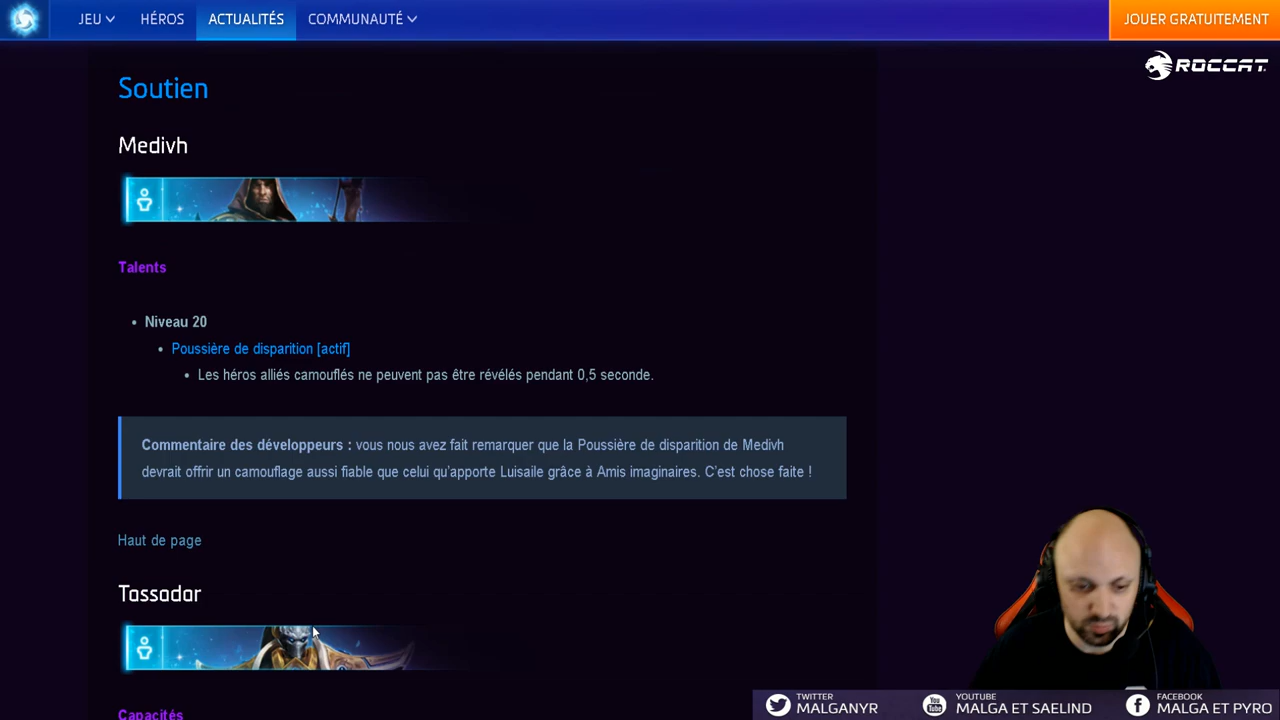 JEU HÉROS ACTUALITÉS COMMUNAUTÉ JOUER GRATUITEMENT
ROCCAT
Soutien
Medivh
Talents
• Niveau 20
• Poussière de disparition [actif]
• Les héros alliés camouflés ne peuvent pas être révélés pendant 0,5 seconde.
Commentaire des développeurs : vous nous avez fait remarquer que la Poussière de disparition de Medivh
devrait offrir un camouflage aussi fiable que celui qu'apporte Luisaile grâce à Amis imaginaires. C'est chose faite !
Haut de page
Tassadar
Capacités
TWITTER
MALGANYR
YOUTUBE
MALGA ET SAELIND
FACEBOOK
MALGA ET PYRO